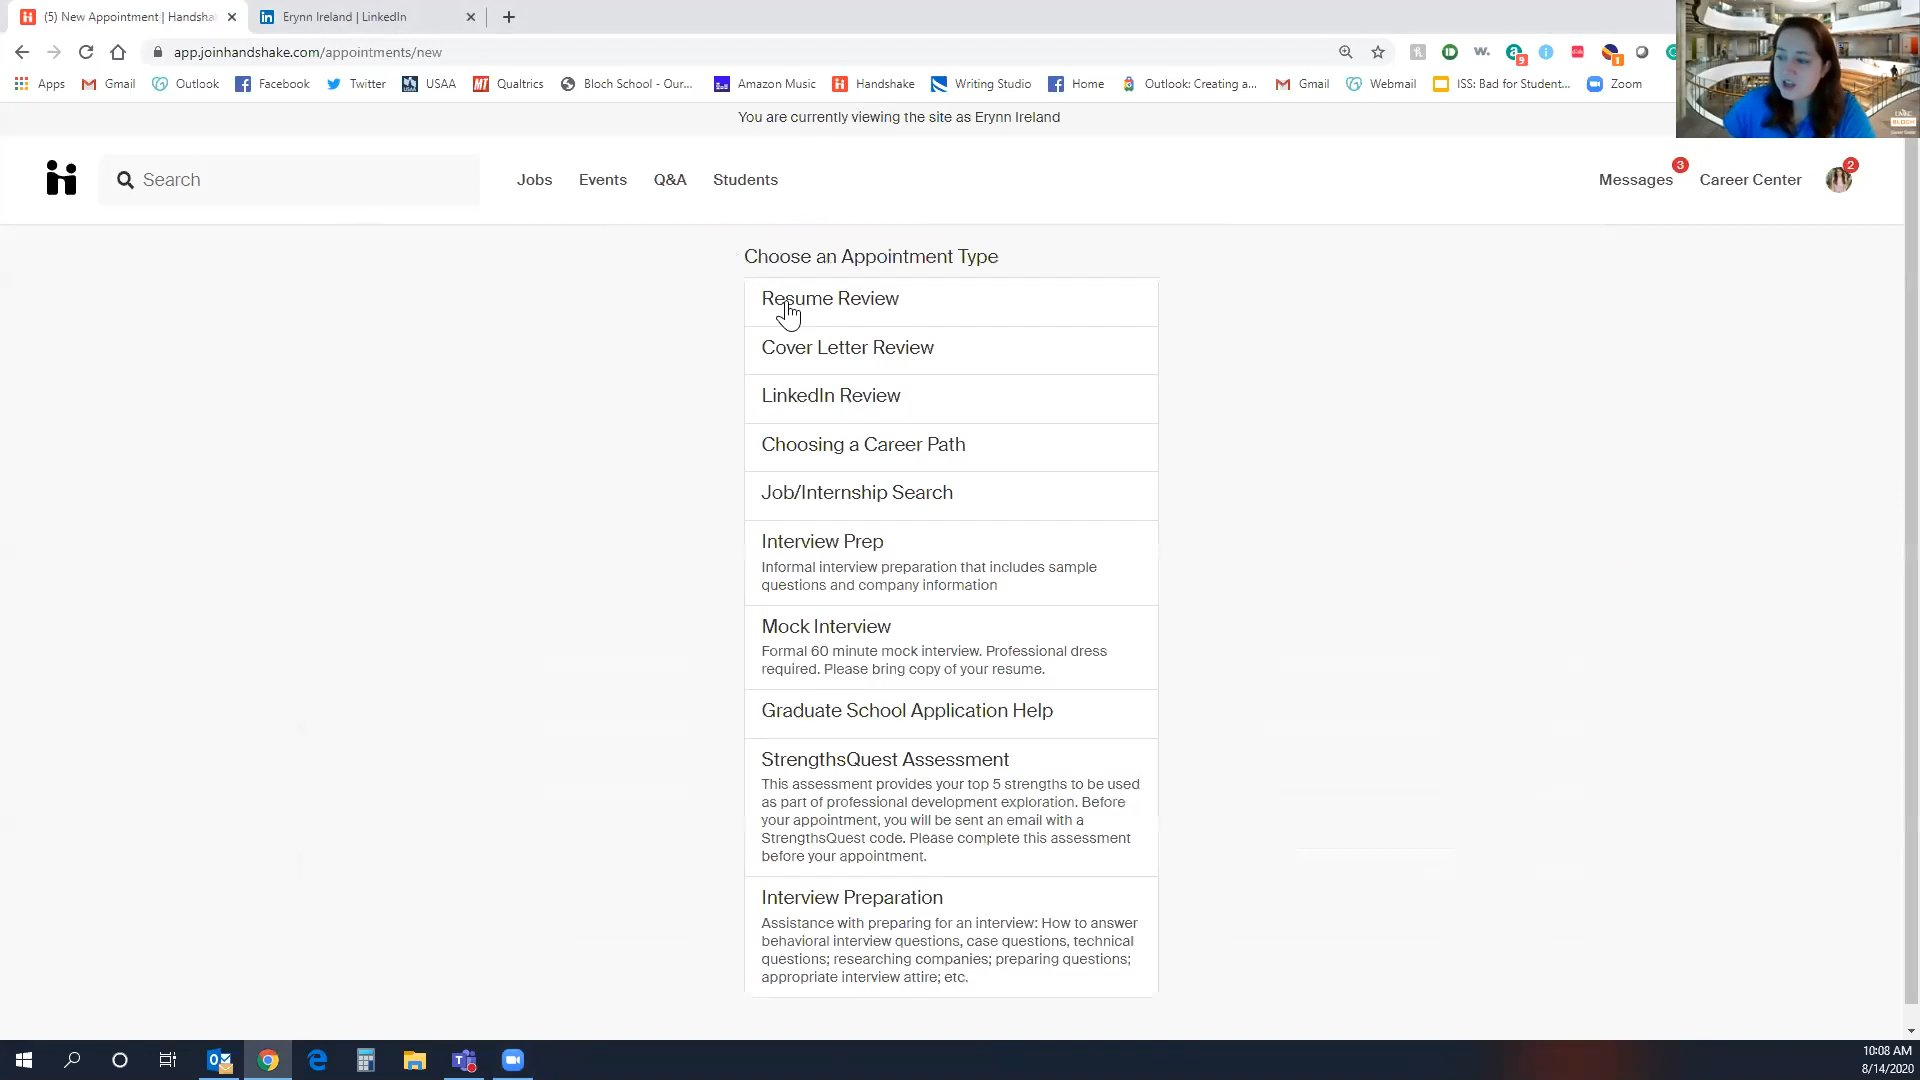 (5) New Appointment | Handsha
Erynn Ireland | LinkedIn
app.joinhandshake.com/appointments/new
Apps
Gmail
Outlook
Facebook
Twitter
USAA
Qualtrics
Bloch School - Our...
Amazon Music
Handshake
Writing Studio
Home
Outlook: Creating a...
Gmail
Webmail
ISS: Bad for Student...
Zoom
You are currently viewing the site as Erynn Ireland
Search
Jobs
Events
Q&A
Students
Messages
3
Career Center
2
Choose an Appointment Type
Resume Review
Cover Letter Review
LinkedIn Review
Choosing a Career Path
Job/Internship Search
Interview Prep
Informal interview preparation that includes sample
questions and company information
Mock Interview
Formal 60 minute mock interview. Professional dress
required. Please bring copy of your resume.
Graduate School Application Help
StrengthsQuest Assessment
This assessment provides your top 5 strengths to be used
as part of professional development exploration. Before
your appointment, you will be sent an email with a
StrengthsQuest code. Please complete this assessment
before your appointment.
Interview Preparation
Assistance with preparing for an interview: How to answer
behavioral interview questions, case questions, technical
questions; researching companies; preparing questions;
appropriate interview attire; etc.
10:08 AM
8/14/2020